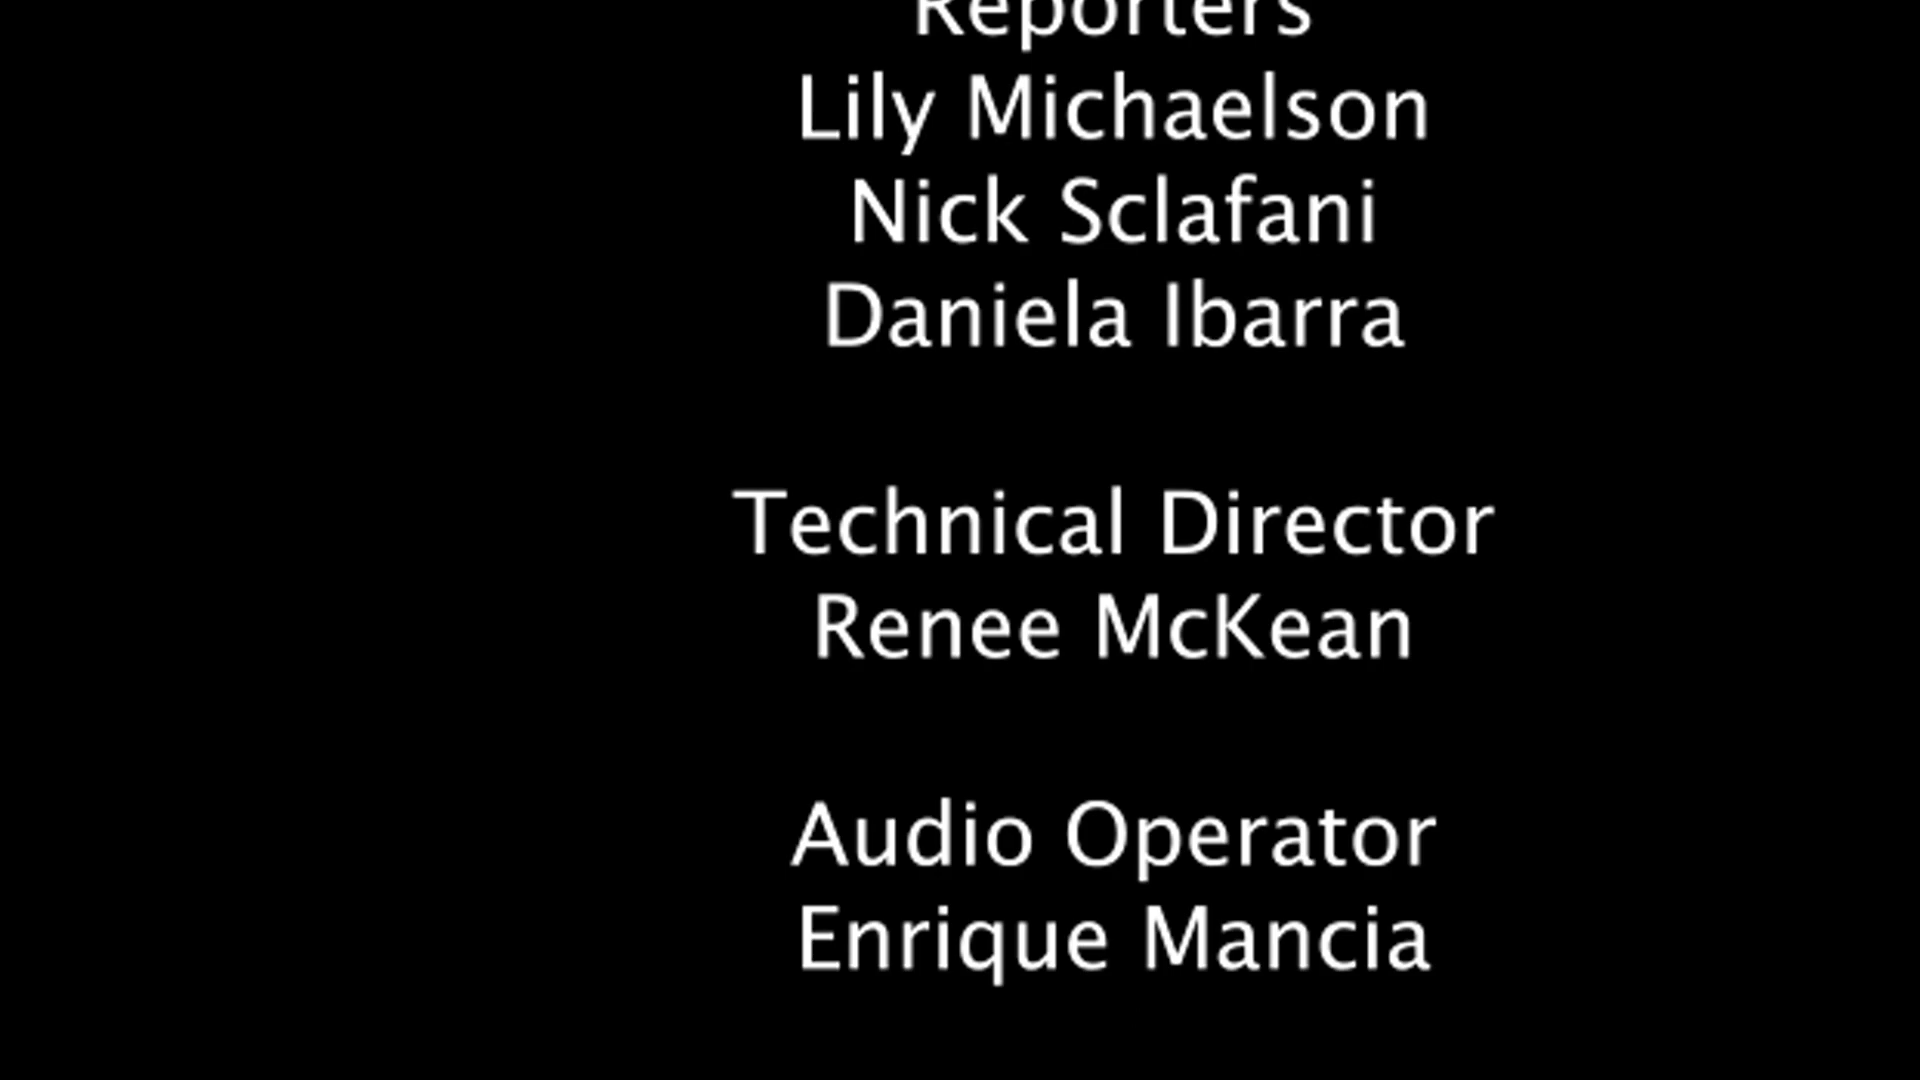 Reporters
Lily Michaelson
Nick Sclafani
Daniela Ibarra
Technical Director
Renee McKean
Audio Operator
Enrique Mancia